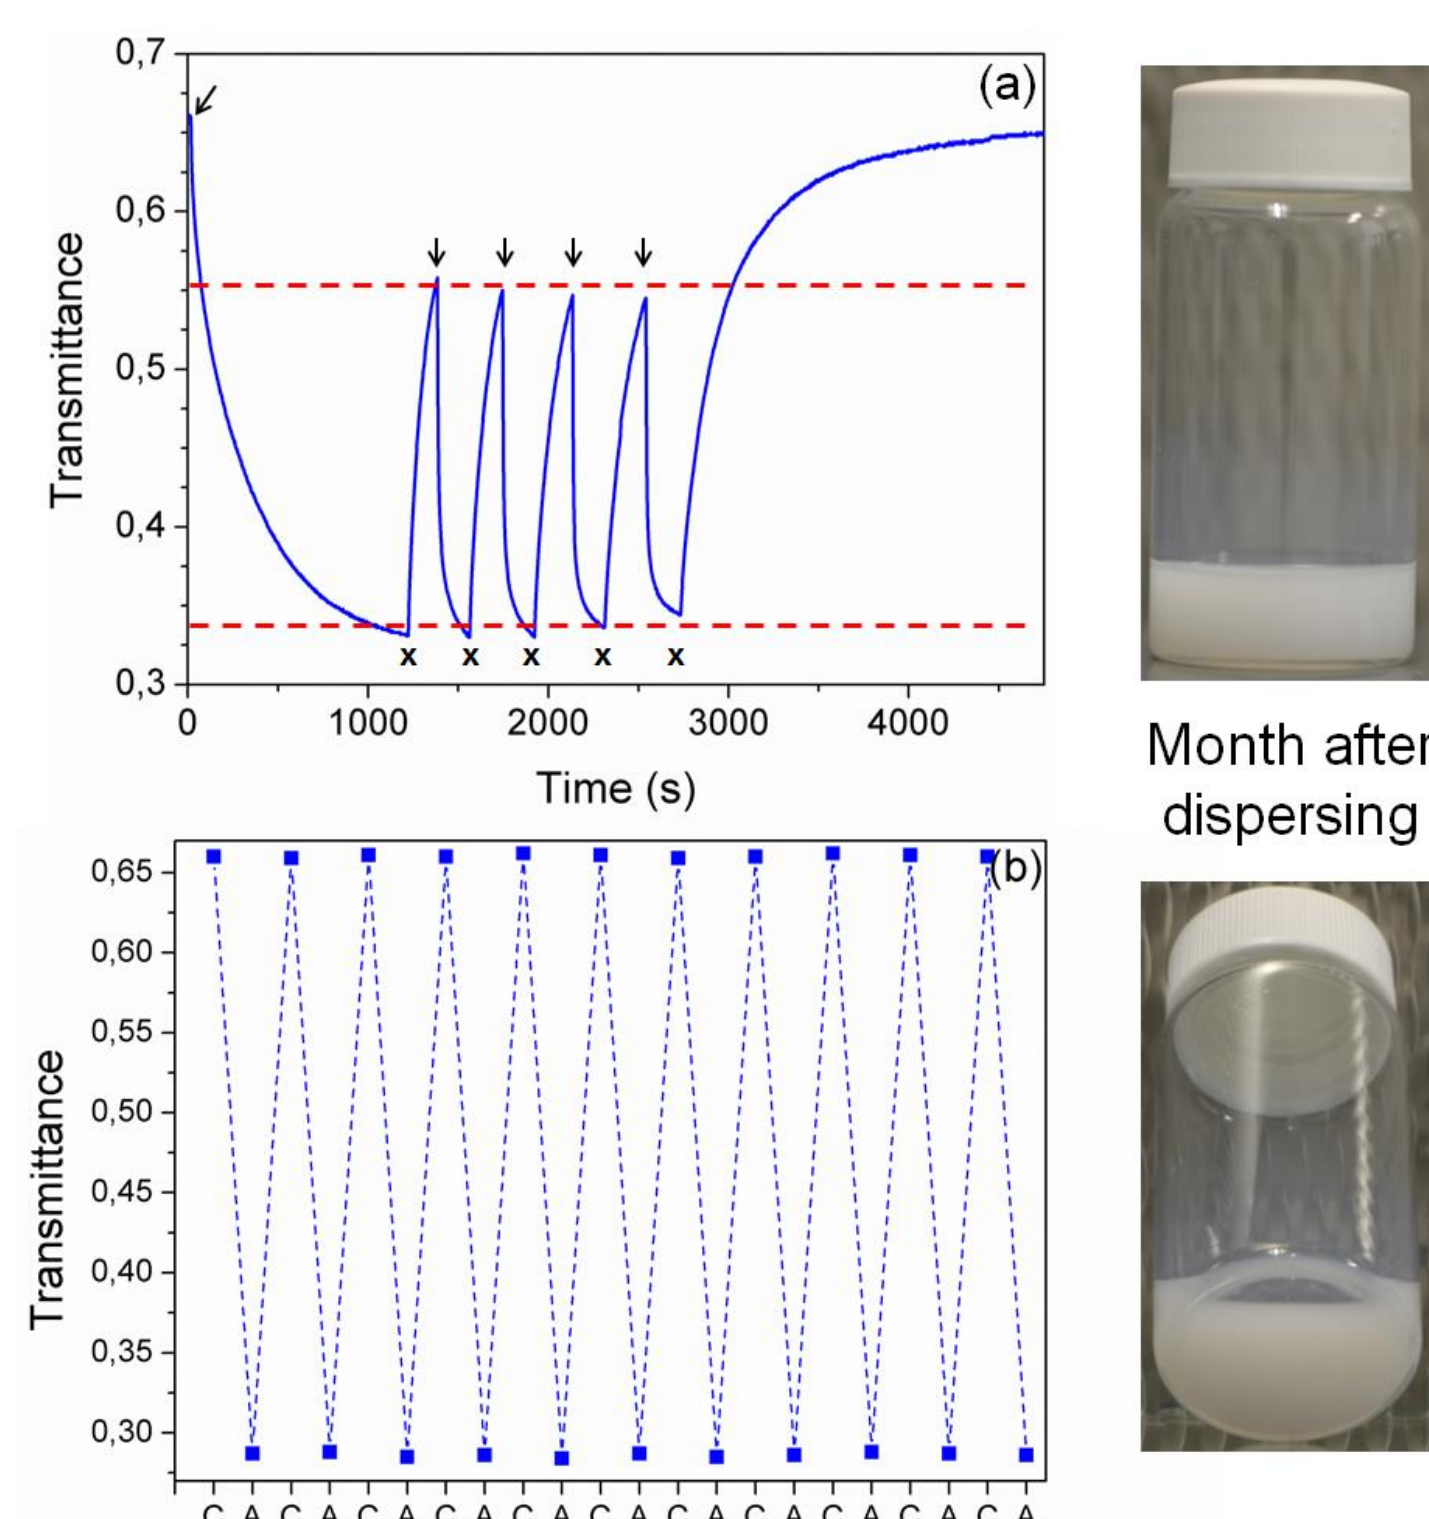 0,7
(a)
0,6
0,5
0,4
0,3
Transmittance
x x x x x
0 1000 2000 3000 4000
Time (s)
Month after
dispersing
(b)
0,65
0,60
0,55
0,50
0,45
0,40
0,35
0,30
Transmittance
C A C A C A C A C A C A C A C A C A C A C A